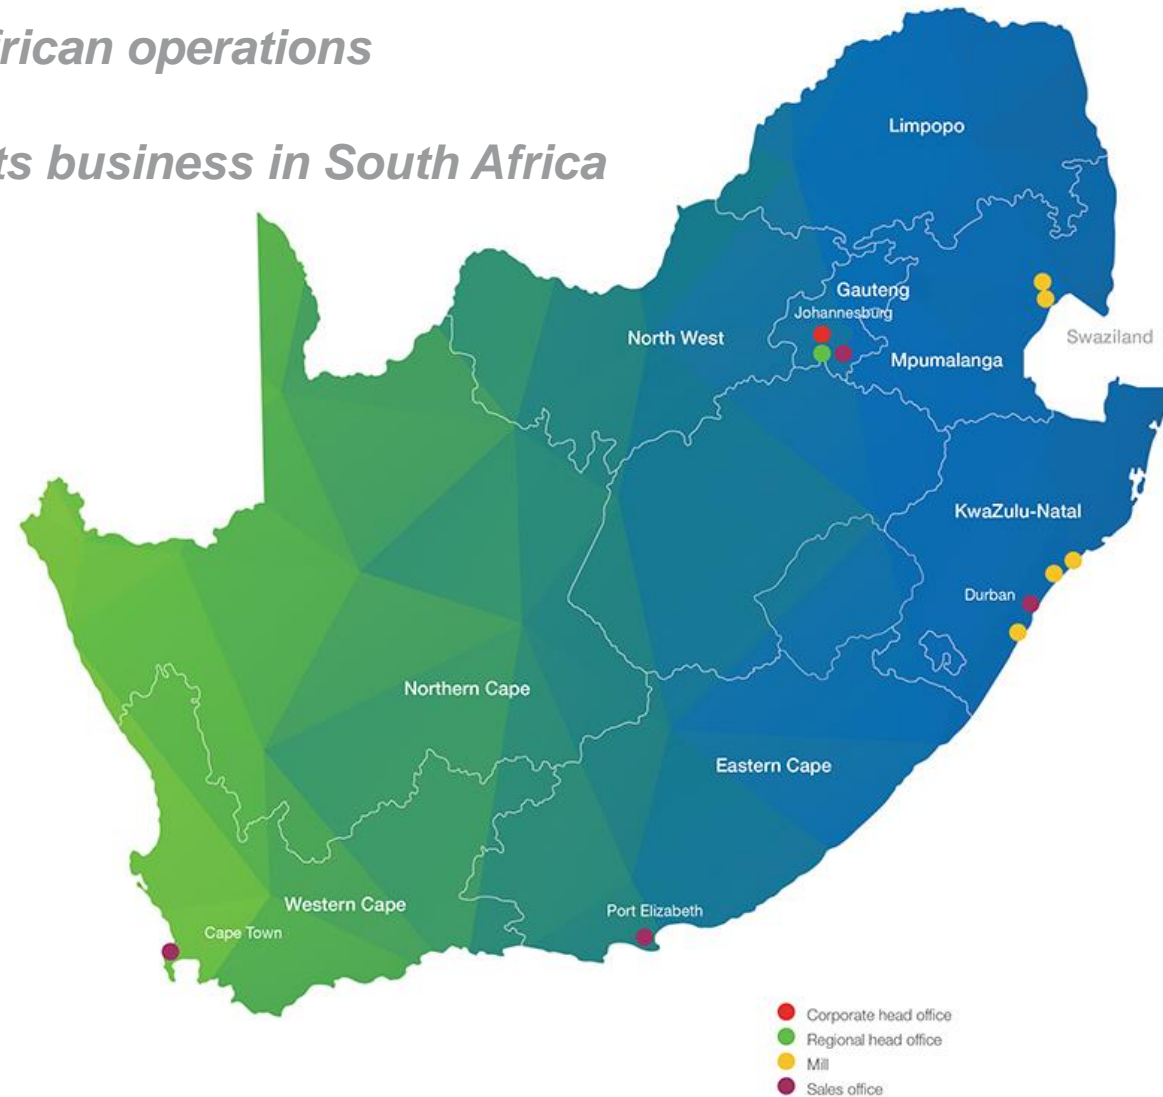 frican operations
ts business in South Africa
Limpopo
Gauteng
Johannesburg
North West
Swaziland
Mpumalanga
KwaZulu-Natal
Durban
Northern Cape
Eastern Cape
Western Cape
Port Elizabeth
Cape Town
Corporate head office
Regional head office
Mill
Sales office